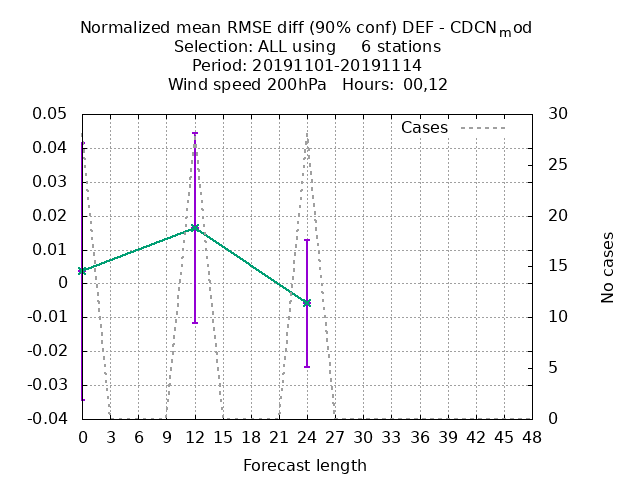 Normalized mean RMSE diff (90% conf) DEF - CDCNmod
Selection: ALL using     6 stations
Period: 20191101-20191114
Wind speed 200hPa   Hours:  00,12
Cases
0.05
0.04
0.03
0.02
0.01
0
-0.01
-0.02
-0.03
-0.04
30
25
20
15
10
5
0
No cases
0 3 6 9 12 15 18 21 24 27 30 33 36 39 42 45 48
Forecast length